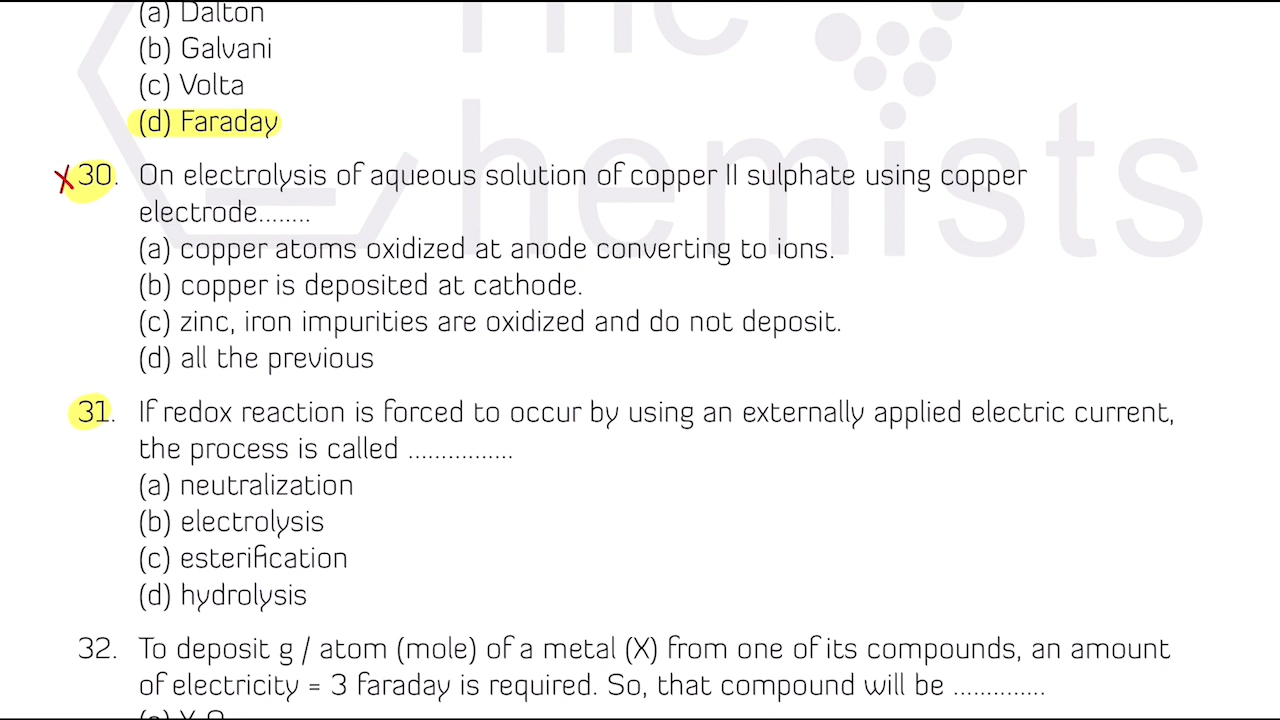 (a) Dalton
(b) Galvani
(c) Volta
(d) Faraday
x 30. On electrolysis of aqueous solution of copper II sulphate using copper
electrode........
(a) copper atoms oxidized at anode converting to ions.
(b) copper is deposited at cathode.
(c) zinc, iron impurities are oxidized and do not deposit.
(d) all the previous
31. If redox reaction is forced to occur by using an externally applied electric current,
the process is called ................
(a) neutralization
(b) electrolysis
(c) esterification
(d) hydrolysis
32. To deposit g / atom (mole) of a metal (X) from one of its compounds, an amount
of electricity = 3 faraday is required. So, that compound will be ..............
The
hemists